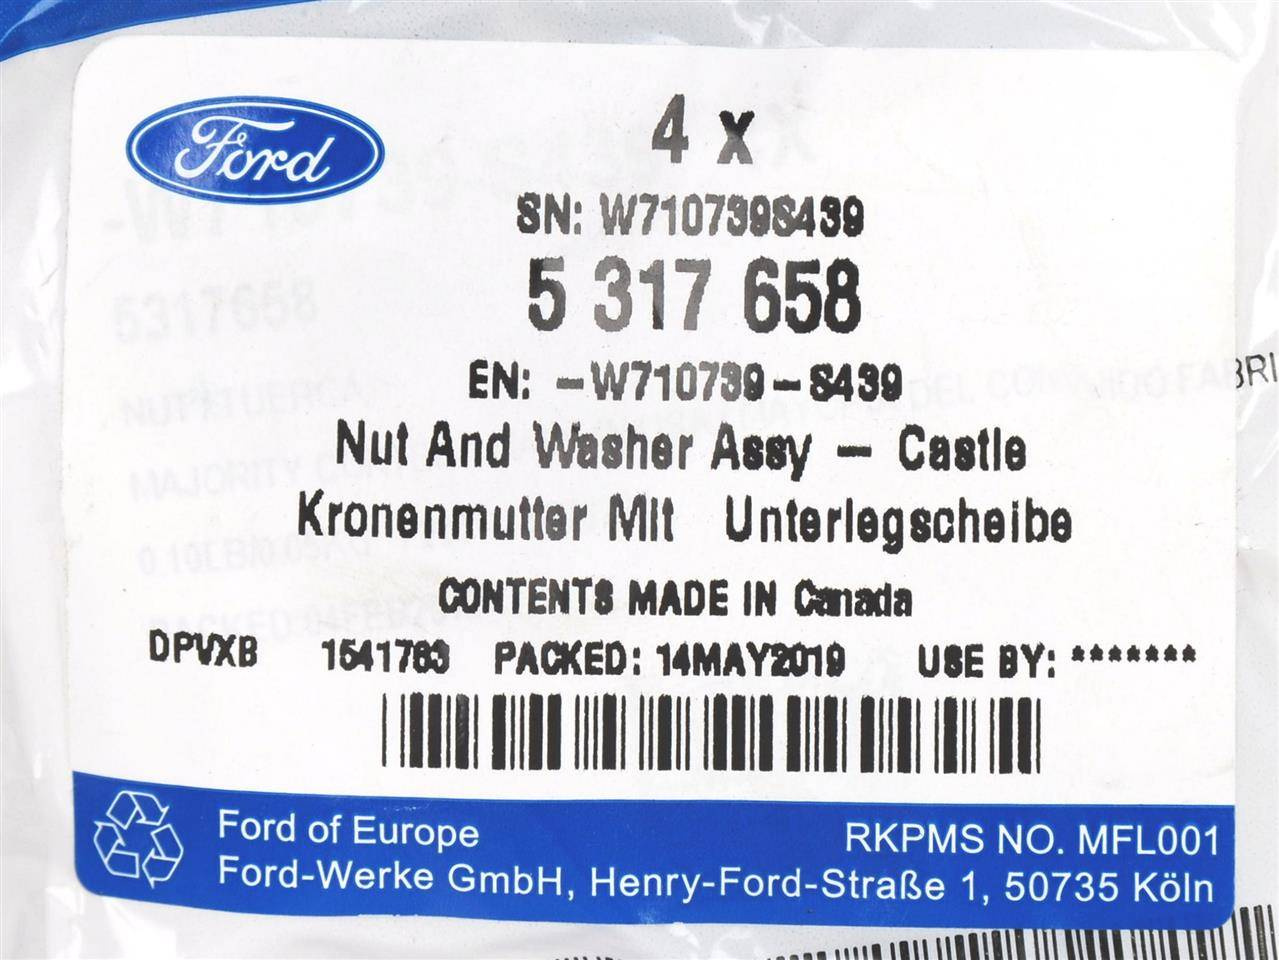 Ford
4 x
SN: W710739S439
5 317 658
EN: -W710739-S439
Nut And Washer Assy - Castle
Kronenmutter Mit Unterlegscheibe
CONTENTS MADE IN Canada
DPVXB 1541783 PACKED: 14MAY2019 USE BY: *******
Ford of Europe
RKPMS NO. MFL001
Ford-Werke GmbH, Henry-Ford-Straße 1, 50735 Köln
5317658